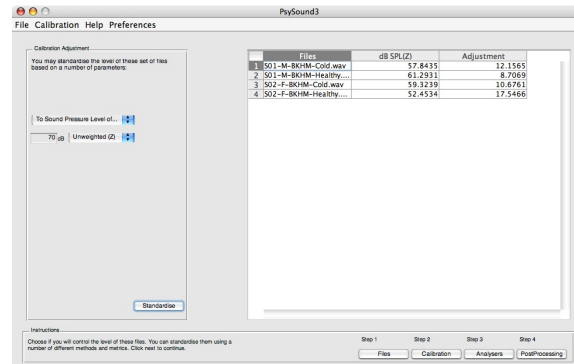 PsySound3
File Calibration Help Preferences
Calibration Adjustment
You may standardise the level of these set of files
based on a number of parameters:
To Sound Pressure Level of...
70 dB Unweighted (Z)
Standardise
Files dB SPL(Z) Adjustment
1 S01-M-BKHM-Cold.wav 57.8435 12.1565
2 S01-M-BKHM-Healthy.... 61.2931 8.7069
3 S02-F-BKHM-Cold.wav 59.3239 10.6761
4 S02-F-BKHM-Healthy.... 52.4534 17.5466
Instructions
Choose if you will control the level of these files. You can standardise them using a
number of different methods and metrics. Click next to continue.
Step 1 Step 2 Step 3 Step 4
Files Calibration Analysers PostProcessing